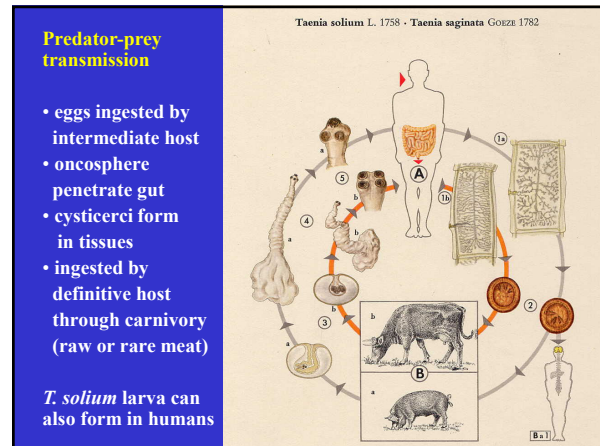 Predator-prey
transmission
• eggs ingested by
intermediate host
• oncosphere
penetrate gut
• cysticerci form
in tissues
• ingested by
definitive host
through carnivory
(raw or rare meat)
T. solium larva can
also form in humans
Taenia solium L. 1758 · Taenia saginata GOEZE 1782
1a
a
5
A
b
1b
4
b
a
2
3
b
b
a
B
a
B a 1